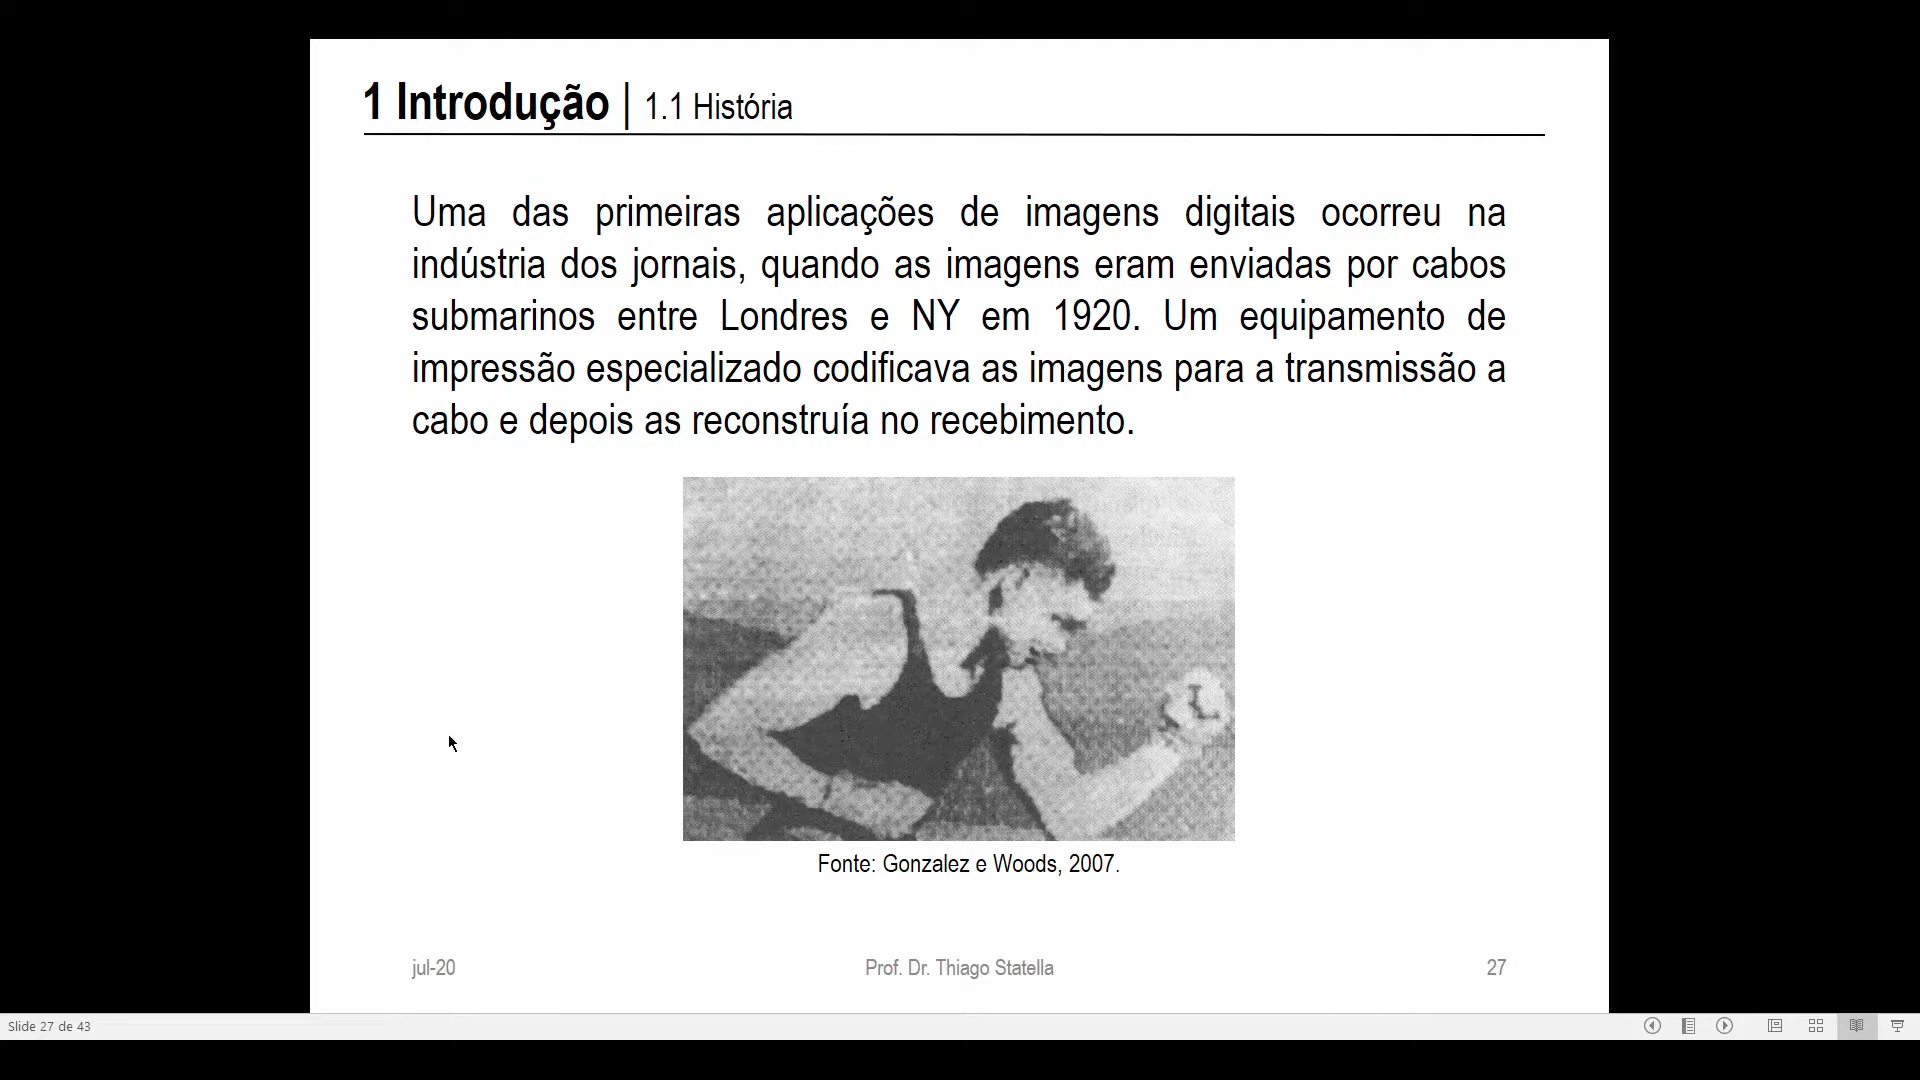 1 Introdução | 1.1 História
Uma das primeiras aplicações de imagens digitais ocorreu na
indústria dos jornais, quando as imagens eram enviadas por cabos
submarinos entre Londres e NY em 1920. Um equipamento de
impressão especializado codificava as imagens para a transmissão a
cabo e depois as reconstruía no recebimento.
Fonte: Gonzalez e Woods, 2007.
jul-20
Prof. Dr. Thiago Statella
27
Slide 27 de 43